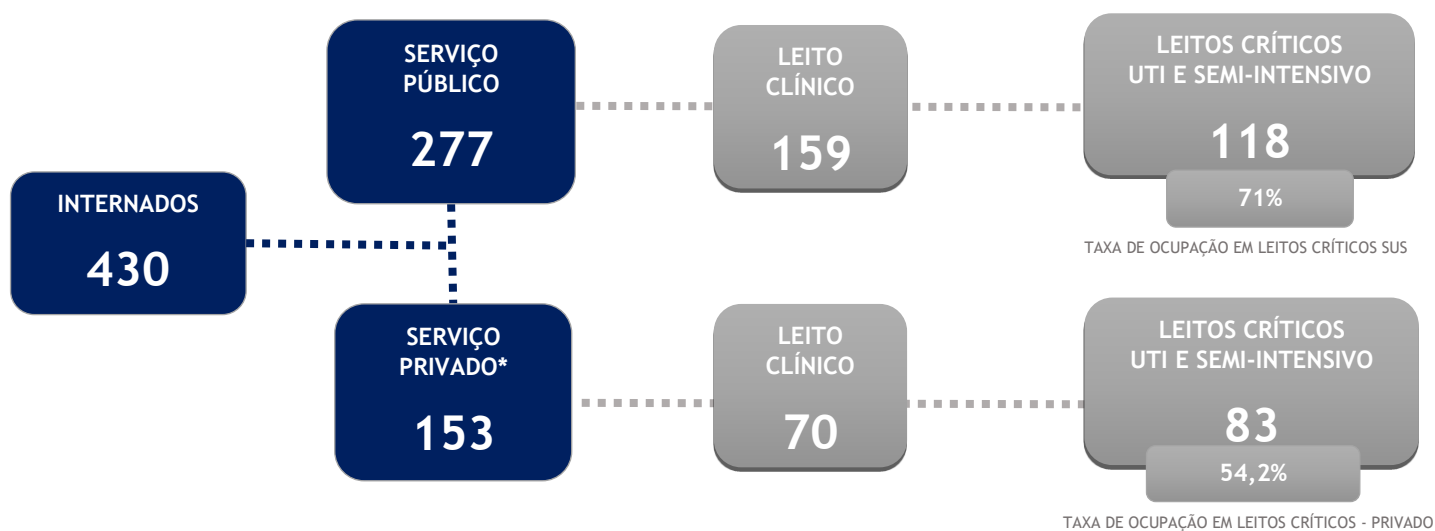 INTERNADOS
430
SERVIÇO
PÚBLICO
277
LEITO
CLÍNICO
159
LEITOS CRÍTICOS
UTI E SEMI-INTENSIVO
118
71%
TAXA DE OCUPAÇÃO EM LEITOS CRÍTICOS SUS
SERVIÇO
PRIVADO*
153
LEITO
CLÍNICO
70
LEITOS CRÍTICOS
UTI E SEMI-INTENSIVO
83
54,2%
TAXA DE OCUPAÇÃO EM LEITOS CRÍTICOS - PRIVADO